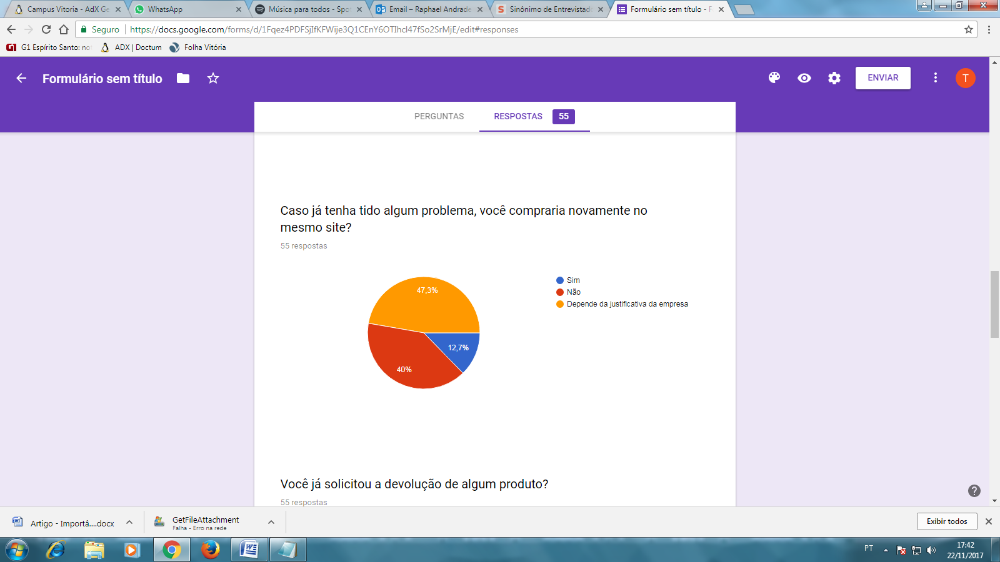 Campus Vitoria - AdX Ge
WhatsApp
Música para todos - Spo
Email – Raphael Andrade
Sinônimo de Entrevistad
Formulário sem título - F
Seguro
https://docs.google.com/forms/d/1Fqez4PDFSjIfKFWije3Q1CEnY6OTIhcl47fSo2SrMjE/edit#responses
G1 Espírito Santo: no
ADX | Doctum
Folha Vitória
Formulário sem título
ENVIAR
T
PERGUNTAS
RESPOSTAS 55
Caso já tenha tido algum problema, você compraria novamente no
mesmo site?
55 respostas
47,3%
12,7%
40%
Sim
Não
Depende da justificativa da empresa
Você já solicitou a devolução de algum produto?
55 respostas
Artigo - Importâ....docx
GetFileAttachment
Falha - Erro na rede
Exibir todos
PT
17:42
22/11/2017